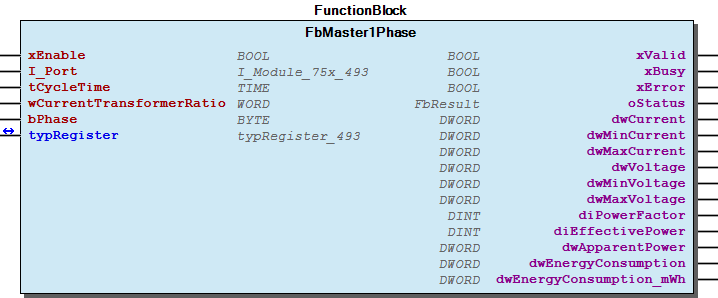 FunctionBlock
FbMaster1Phase
xEnable BOOL BOOL xValid
I_Port I_Module_75x_493 BOOL xBusy
tCycleTime TIME BOOL xError
wCurrentTransformerRatio WORD FbResult oStatus
bPhase BYTE DWORD dwCurrent
typRegister typRegister_493 DWORD dwMinCurrent
DWORD dwMaxCurrent
DWORD dwVoltage
DWORD dwMinVoltage
DWORD dwMaxVoltage
DINT diPowerFactor
DINT diEffectivePower
DWORD dwApparentPower
DWORD dwEnergyConsumption
DWORD dwEnergyConsumption_mWh